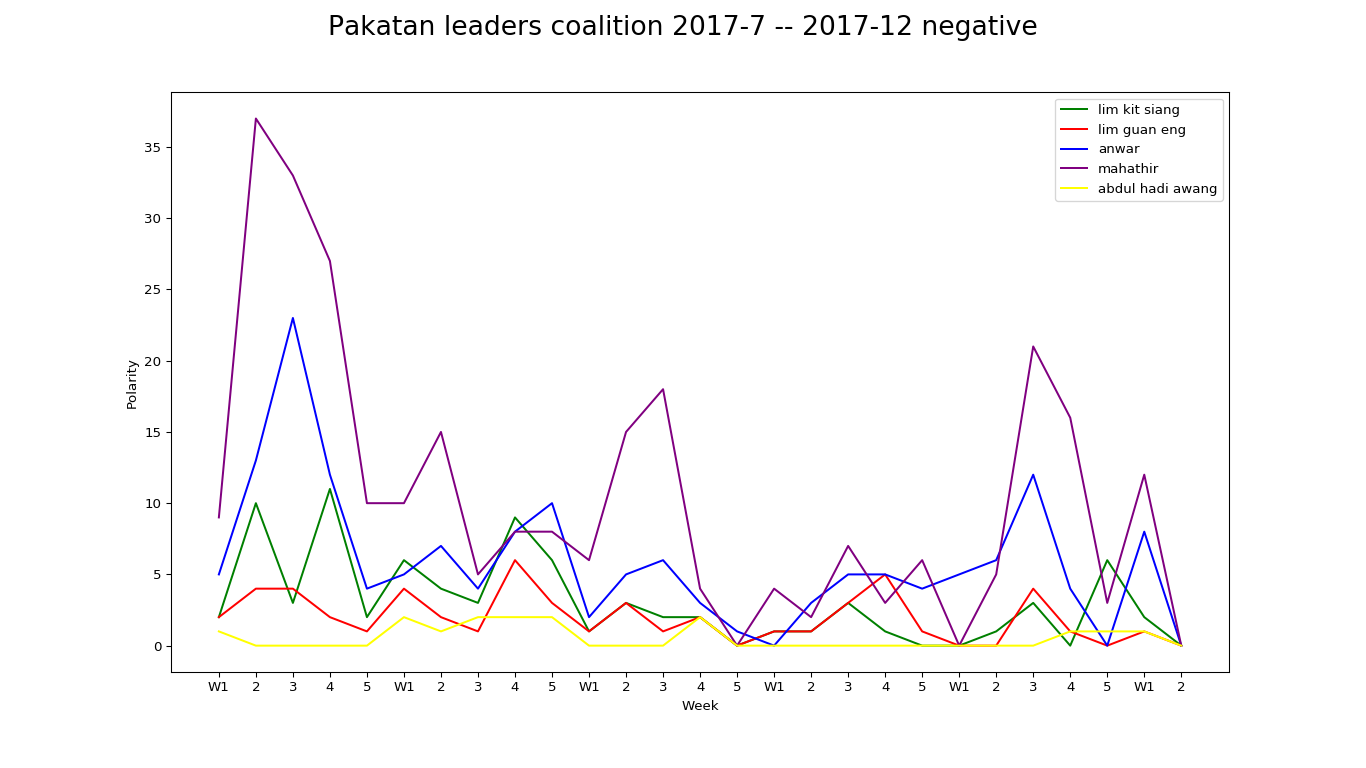 Pakatan leaders coalition 2017-7 -- 2017-12 negative
lim kit siang
lim guan eng
anwar
mahathir
abdul hadi awang
Polarity
35
30
25
20
15
10
5
0
W1 2 3 4 5 W1 2 3 4 5 W1 2 3 4 5 W1 2 3 4 5 W1 2 3 4 5 W1 2
Week